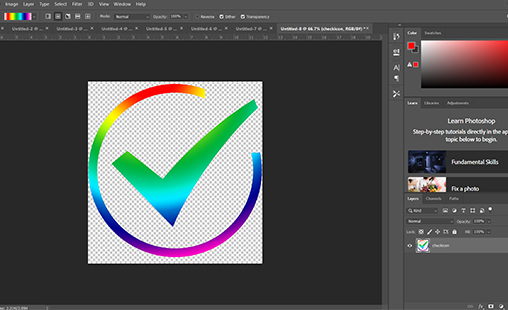 Image Layer Type Select Filter 3D View Window Help
Mode: Normal Opacity: 100% Reverse Dither Transparency
Untitled-2 @ ... Untitled-3 @ ... Untitled-4 @ ... Untitled-5 @ ... Untitled-6 @ ... Untitled-7 @ ... Untitled-8 @ 66.7% (checkicon, RGB/8#) *
Color Swatches
Learn Libraries Adjustments
Learn Photoshop
Step-by-step tutorials directly in the ap
topic below to begin.
Fundamental Skills
Fix a photo
Layers Channels Paths
Kind
Normal Opacity: 100%
Lock: Fill: 100%
checkicon